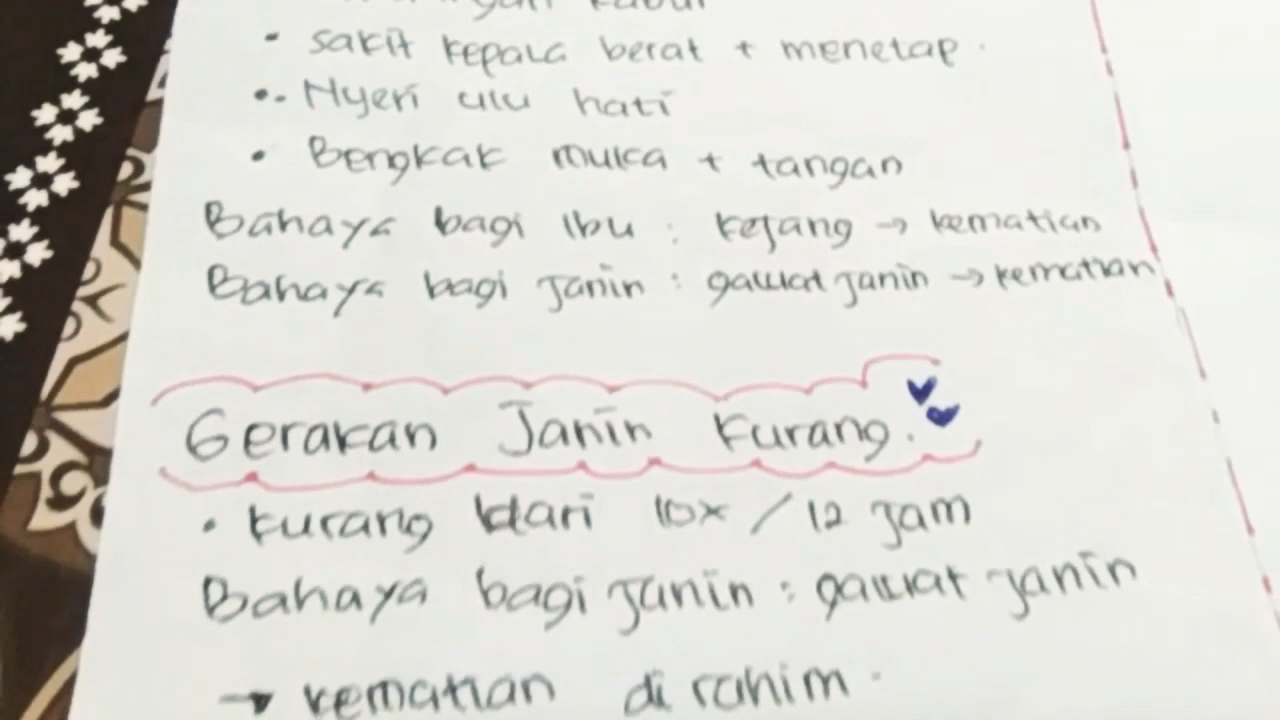 kabur
• sakit kepala berat + menetap.
•- Nyeri ulu hati
• Bengkak muka + tangan
Bahaya bagi Ibu : kejang → kematian
Bahaya bagi Janin : gawat janin → kematian
Gerakan Janin Kurang.
• kurang dari 10x / 12 jam
Bahaya bagi Janin : gawat janin
→ kematian di rahim.